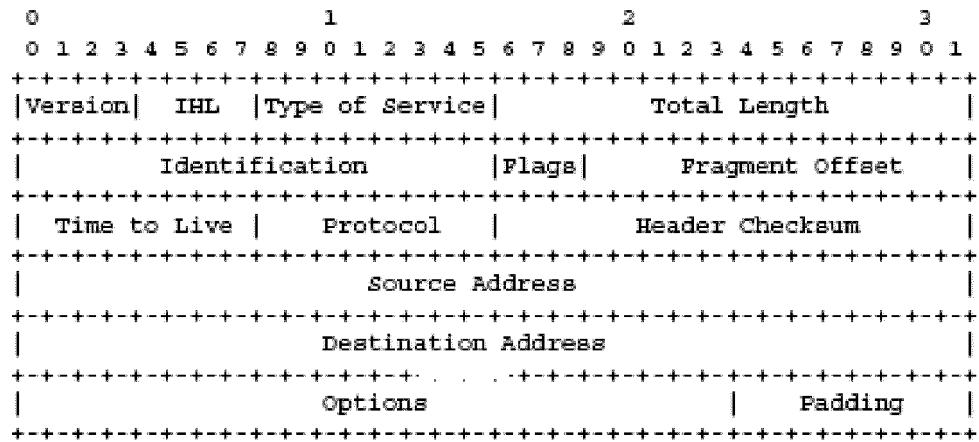 0                   1                   2                   3
0 1 2 3 4 5 6 7 8 9 0 1 2 3 4 5 6 7 8 9 0 1 2 3 4 5 6 7 8 9 0 1
+-+-+-+-+-+-+-+-+-+-+-+-+-+-+-+-+-+-+-+-+-+-+-+-+-+-+-+-+-+-+-+-+
|Version| IHL |Type of Service| Total Length |
+-+-+-+-+-+-+-+-+-+-+-+-+-+-+-+-+-+-+-+-+-+-+-+-+-+-+-+-+-+-+-+-+
| Identification |Flags| Fragment Offset |
+-+-+-+-+-+-+-+-+-+-+-+-+-+-+-+-+-+-+-+-+-+-+-+-+-+-+-+-+-+-+-+-+
| Time to Live | Protocol | Header Checksum |
+-+-+-+-+-+-+-+-+-+-+-+-+-+-+-+-+-+-+-+-+-+-+-+-+-+-+-+-+-+-+-+-+
| Source Address |
+-+-+-+-+-+-+-+-+-+-+-+-+-+-+-+-+-+-+-+-+-+-+-+-+-+-+-+-+-+-+-+-+
| Destination Address |
+-+-+-+-+-+-+-+-+-+-+-+-+-+- . . . -+-+-+-+-+-+-+-+-+-+-+-+-+-+-+-+
| Options | Padding |
+-+-+-+-+-+-+-+-+-+-+-+-+-+-+-+-+-+-+-+-+-+-+-+-+-+-+-+-+-+-+-+-+